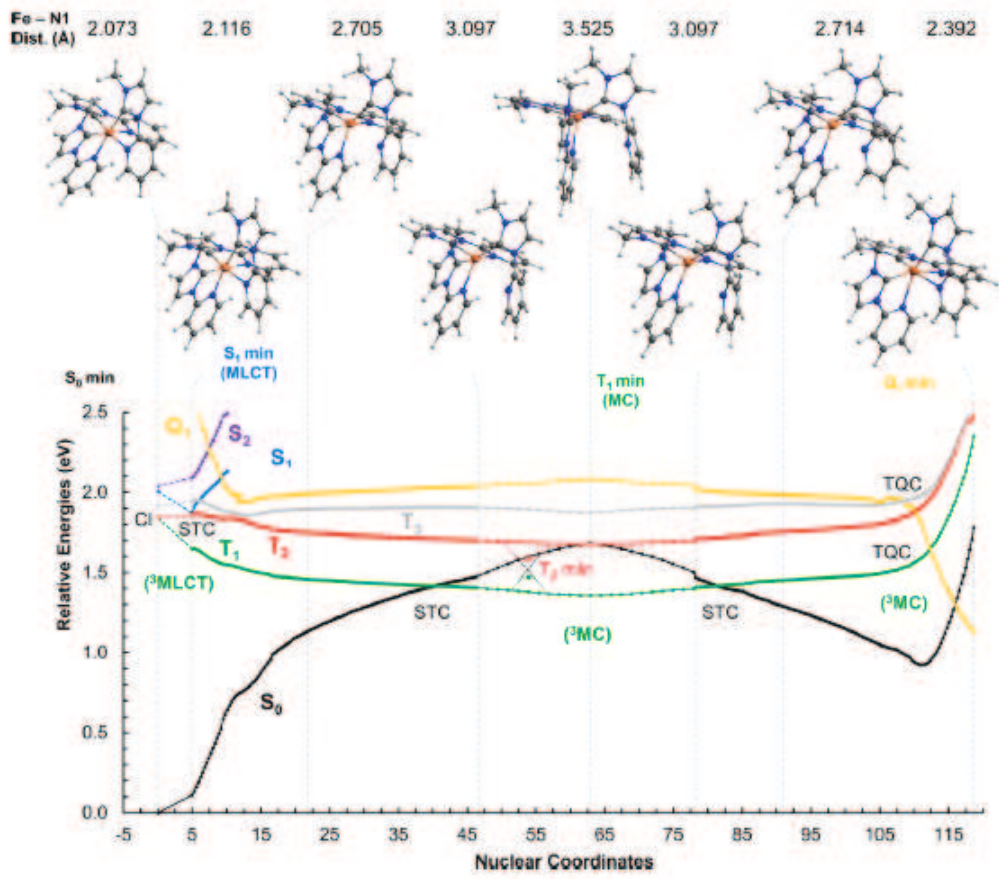 Fe – N1
Dist. (Å) 2.073 2.116 2.705 3.097 3.525 3.097 2.714 2.392
S₁ min
(MLCT)
S₀ min
T₁ min
(MC)
Q₁ min
2.5
Q₁
S₂
S₁
2.0
CI
STC
T₃
TQC
T₁
T₂
T₂ min
TQC
1.5
(³MLCT)
STC
(³MC)
STC
(³MC)
1.0
S₀
0.5
0.0
Relative Energies (eV)
-5 5 15 25 35 45 55 65 75 85 95 105 115
Nuclear Coordinates